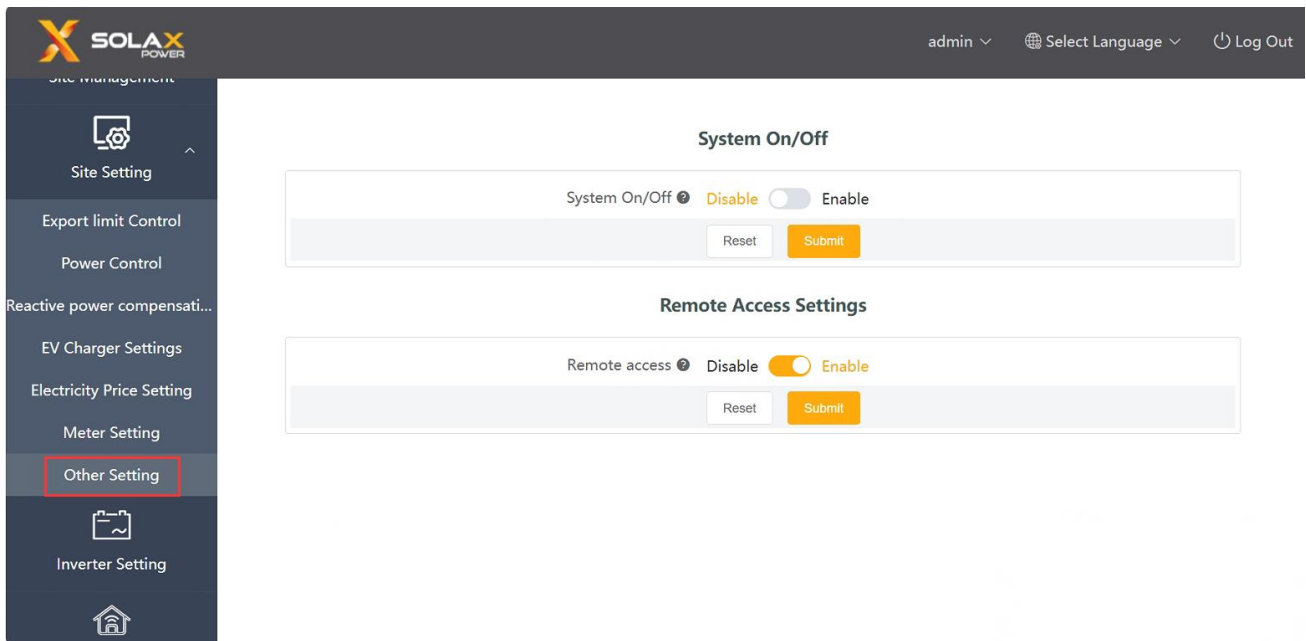 SOLAX
POWER
admin
Select Language
Log Out
Site Management
Site Setting
Export limit Control
Power Control
Reactive power compensati...
EV Charger Settings
Electricity Price Setting
Meter Setting
Other Setting
Inverter Setting
System On/Off
System On/Off ? Disable Enable
Reset Submit
Remote Access Settings
Remote access ? Disable Enable
Reset Submit